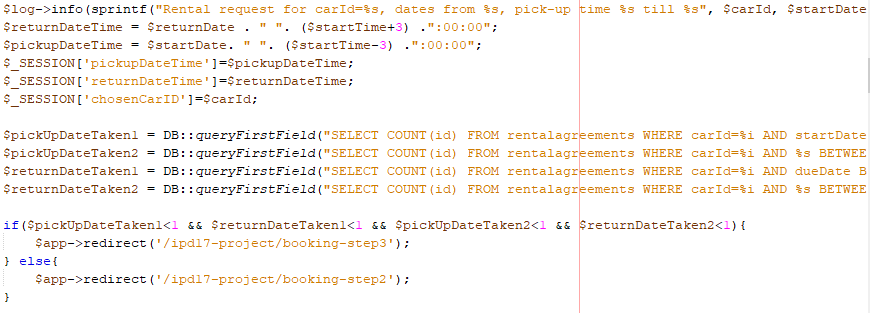 $log->info(sprintf("Rental request for carId=%s, dates from %s, pick-up time %s till %s", $carId, $startDate
$returnDateTime = $returnDate . " ". ($startTime+3) .":00:00";
$pickupDateTime = $startDate. " ". ($startTime-3) .":00:00";
$_SESSION['pickupDateTime']=$pickupDateTime;
$_SESSION['returnDateTime']=$returnDateTime;
$_SESSION['chosenCarID']=$carId;
$pickUpDateTaken1 = DB::queryFirstField("SELECT COUNT(id) FROM rentalagreements WHERE carId=%i AND startDate
$pickUpDateTaken2 = DB::queryFirstField("SELECT COUNT(id) FROM rentalagreements WHERE carId=%i AND %s BETWEE
$returnDateTaken1 = DB::queryFirstField("SELECT COUNT(id) FROM rentalagreements WHERE carId=%i AND dueDate B
$returnDateTaken2 = DB::queryFirstField("SELECT COUNT(id) FROM rentalagreements WHERE carId=%i AND %s BETWEE
if($pickUpDateTaken1<1 && $returnDateTaken1<1 && $pickUpDateTaken2<1 && $returnDateTaken2<1){
    $app->redirect('/ipd17-project/booking-step3');
} else{
    $app->redirect('/ipd17-project/booking-step2');
}